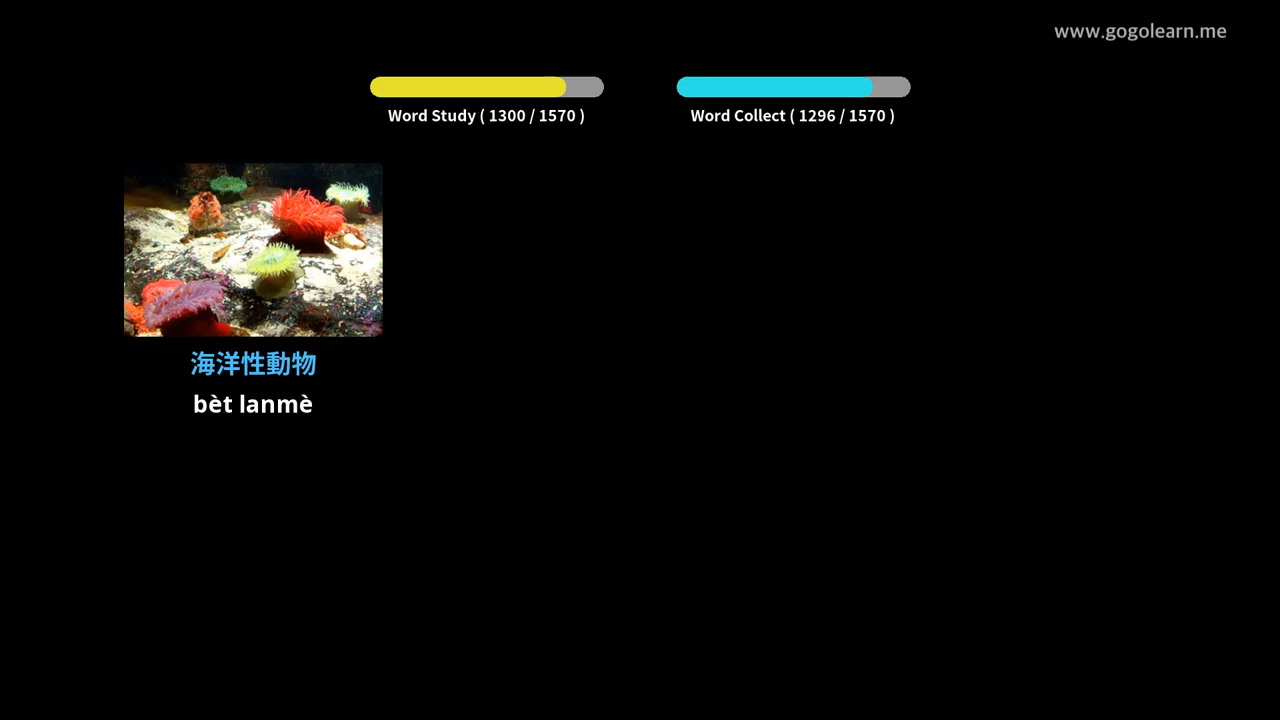 www.gogolearn.me
Word Study ( 1300 / 1570 )
Word Collect ( 1296 / 1570 )
海洋性動物
bèt lanmè